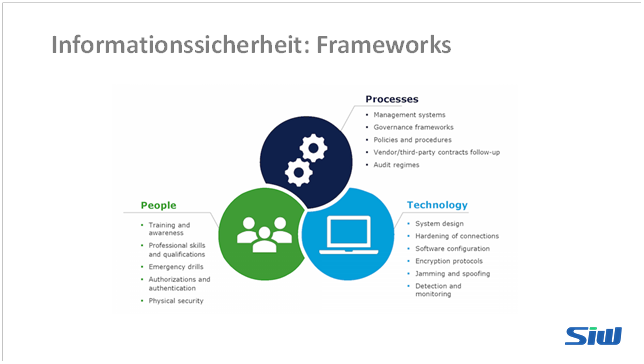 Informationssicherheit: Frameworks
Processes
• Management systems
• Governance frameworks
• Policies and procedures
• Vendor/third-party contracts follow-up
• Audit regimes
People
• Training and
awareness
• Professional skills
and qualifications
• Emergency drills
• Authorizations and
authentication
• Physical security
Technology
• System design
• Hardening of connections
• Software configuration
• Encryption protocols
• Jamming and spoofing
• Detection and
monitoring
SIW